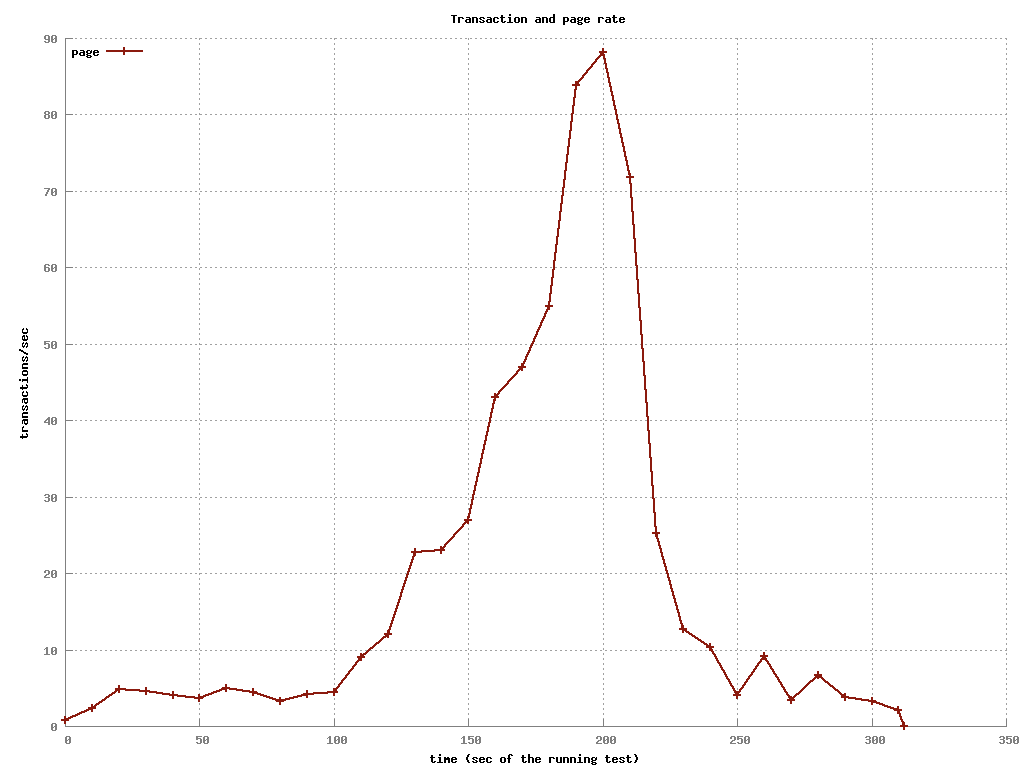 Transaction and page rate
page
90
80
70
60
50
40
30
20
10
0
transactions/sec
0 50 100 150 200 250 300 350
time (sec of the running test)